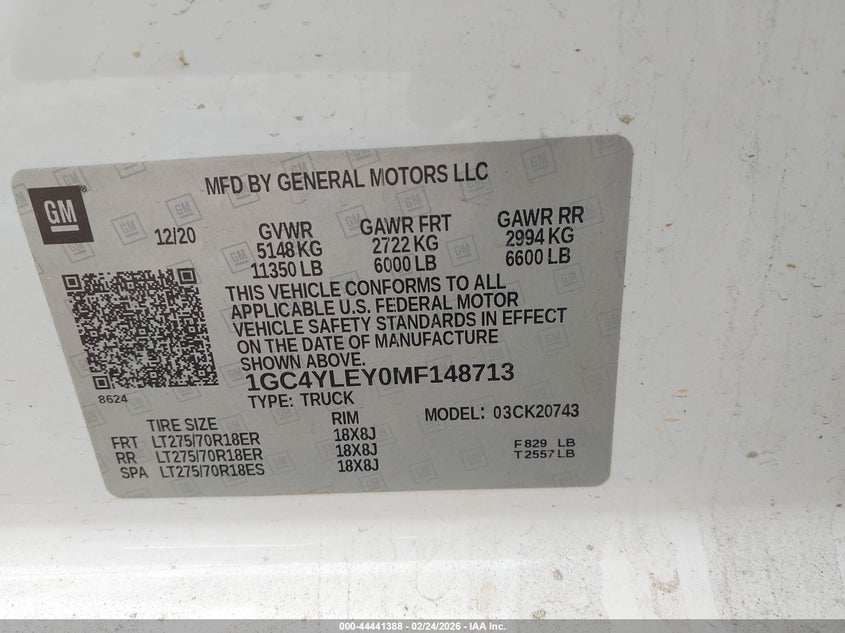 GM
MFD BY GENERAL MOTORS LLC
12/20
GVWR
5148 KG
11350 LB
GAWR FRT
2722 KG
6000 LB
GAWR RR
2994 KG
6600 LB
THIS VEHICLE CONFORMS TO ALL
APPLICABLE U.S. FEDERAL MOTOR
VEHICLE SAFETY STANDARDS IN EFFECT
ON THE DATE OF MANUFACTURE
SHOWN ABOVE.
1GC4YLEY0MF148713
8624
TYPE: TRUCK
MODEL: 03CK20743
TIRE SIZE RIM
FRT LT275/70R18ER 18X8J
RR LT275/70R18ER 18X8J
SPA LT275/70R18ES 18X8J
F829 LB
T2557 LB
000-44441388 - 02/24/2026 - IAA Inc.